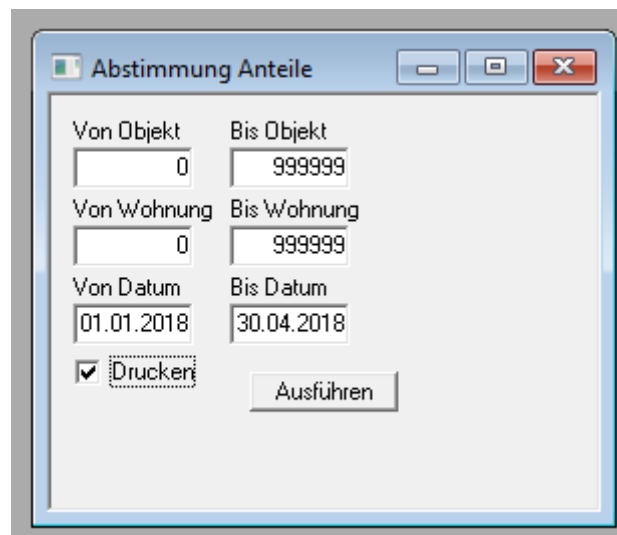 Abstimmung Anteile
Von Objekt Bis Objekt
0 999999
Von Wohnung Bis Wohnung
0 999999
Von Datum Bis Datum
01.01.2018 30.04.2018
Drucken
Ausführen